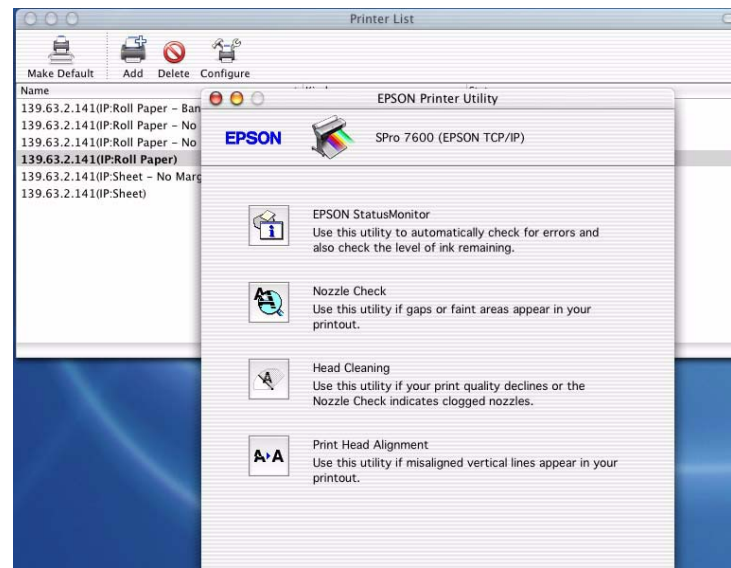 Printer List
Make Default Add Delete Configure
Name
139.63.2.141(IP:Roll Paper – Ban
139.63.2.141(IP:Roll Paper – No
139.63.2.141(IP:Roll Paper – No
139.63.2.141(IP:Roll Paper)
139.63.2.141(IP:Sheet – No Marg
139.63.2.141(IP:Sheet)
EPSON Printer Utility
EPSON
SPro 7600 (EPSON TCP/IP)
EPSON StatusMonitor
Use this utility to automatically check for errors and
also check the level of ink remaining.
Nozzle Check
Use this utility if gaps or faint areas appear in your
printout.
Head Cleaning
Use this utility if your print quality declines or the
Nozzle Check indicates clogged nozzles.
A A
Print Head Alignment
Use this utility if misaligned vertical lines appear in your
printout.